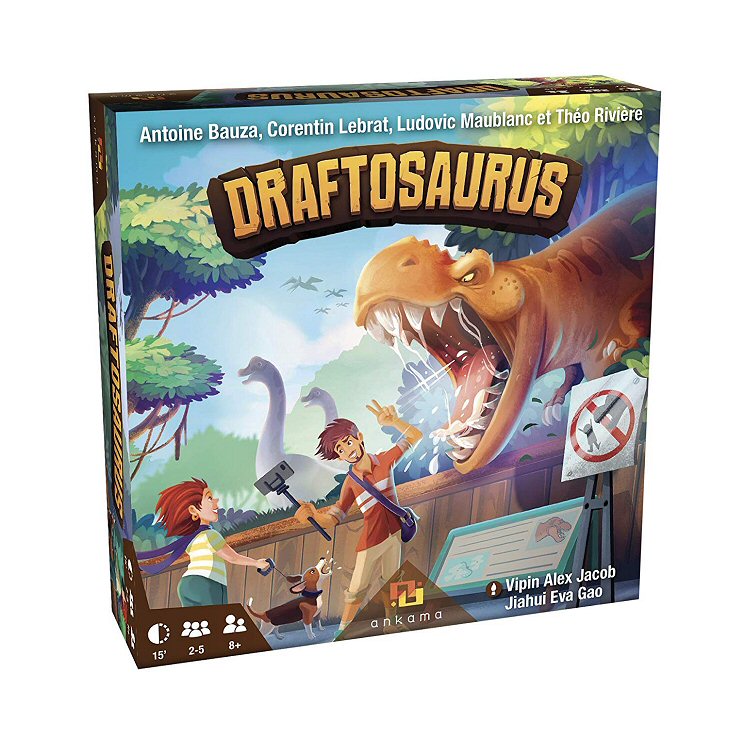 DRAFTOSAURUS
Antoine Bauza, Corentin Lebrat, Ludovic Maublanc et Théo Rivière
DRAFTOSAURUS
DRAFTOSAURUS
Vipin Alex Jacob
Jiahui Eva Gao
ankama
15'
2-5
8+